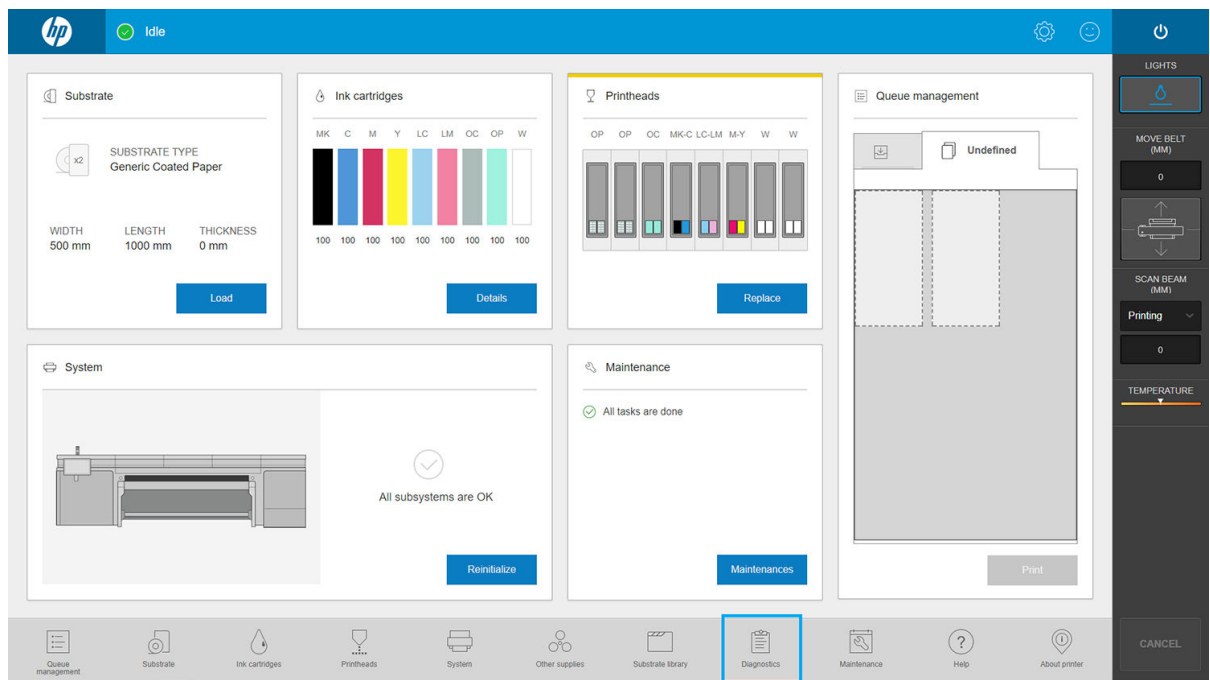 hp
Idle
Substrate
x2
SUBSTRATE TYPE
Generic Coated Paper
WIDTH LENGTH THICKNESS
500 mm 1000 mm 0 mm
Load
Ink cartridges
MK C M Y LC LM OC OP W
100 100 100 100 100 100 100 100 100
Details
Printheads
OP OP OC MK-C LC-LM M-Y W W
Replace
Queue management
Undefined
Print
System
All subsystems are OK
Reinitialize
Maintenance
All tasks are done
Maintenances
LIGHTS
MOVE BELT
(MM)
0
SCAN BEAM
(MM)
Printing
0
TEMPERATURE
CANCEL
Queue
management
Substrate
Ink cartridges
Printheads
System
Other supplies
Substrate library
Diagnostics
Maintenance
?
Help
About printer